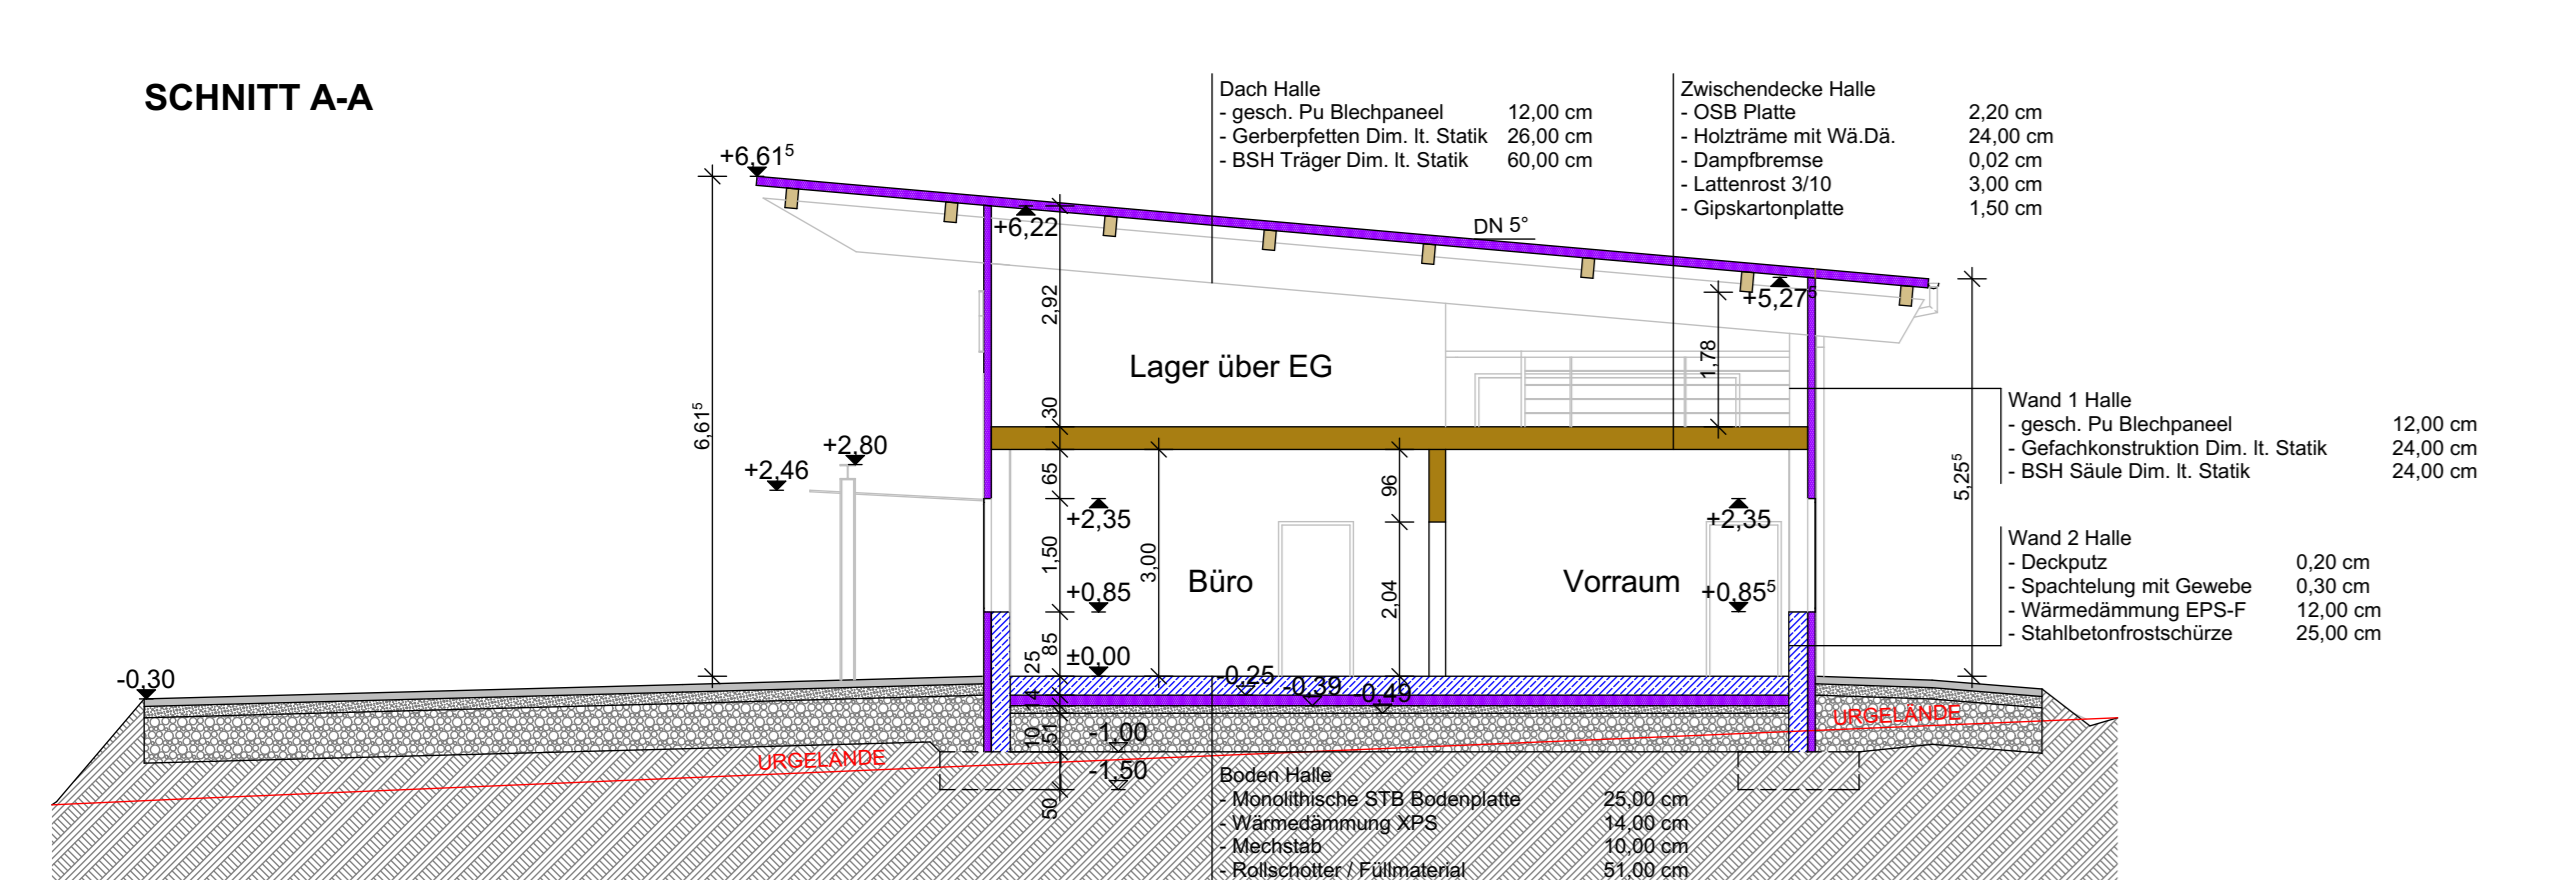 SCHNITT A-A
Dach Halle
- gesch. Pu Blechpaneel 12,00 cm
- Gerberpfetten Dim. lt. Statik 26,00 cm
- BSH Träger Dim. lt. Statik 60,00 cm
Zwischendecke Halle
- OSB Platte 2,20 cm
- Holzträme mit Wä.Dä. 24,00 cm
- Dampfbremse 0,02 cm
- Lattenrost 3/10 3,00 cm
- Gipskartonplatte 1,50 cm
+6,61⁵
+6,22
DN 5°
+5,27⁵
2,92
1,78
Lager über EG
30
6,61⁵
5,25⁵
Wand 1 Halle
- gesch. Pu Blechpaneel 12,00 cm
- Gefachkonstruktion Dim. lt. Statik 24,00 cm
- BSH Säule Dim. lt. Statik 24,00 cm
+2,80
+2,46
65
96
+2,35
+2,35
1,50
3,00
2,04
Büro
Vorraum
+0,85
+0,85⁵
Wand 2 Halle
- Deckputz 0,20 cm
- Spachtelung mit Gewebe 0,30 cm
- Wärmedämmung EPS-F 12,00 cm
- Stahlbetonfrostschürze 25,00 cm
85
25
±0,00
-0,30
-0,25
-0,39
-0,49
14
10
51
-1,00
-1,50
50
URGELÄNDE
URGELÄNDE
Boden Halle
- Monolithische STB Bodenplatte 25,00 cm
- Wärmedämmung XPS 14,00 cm
- Mechstab 10,00 cm
- Rollschotter / Füllmaterial 51,00 cm